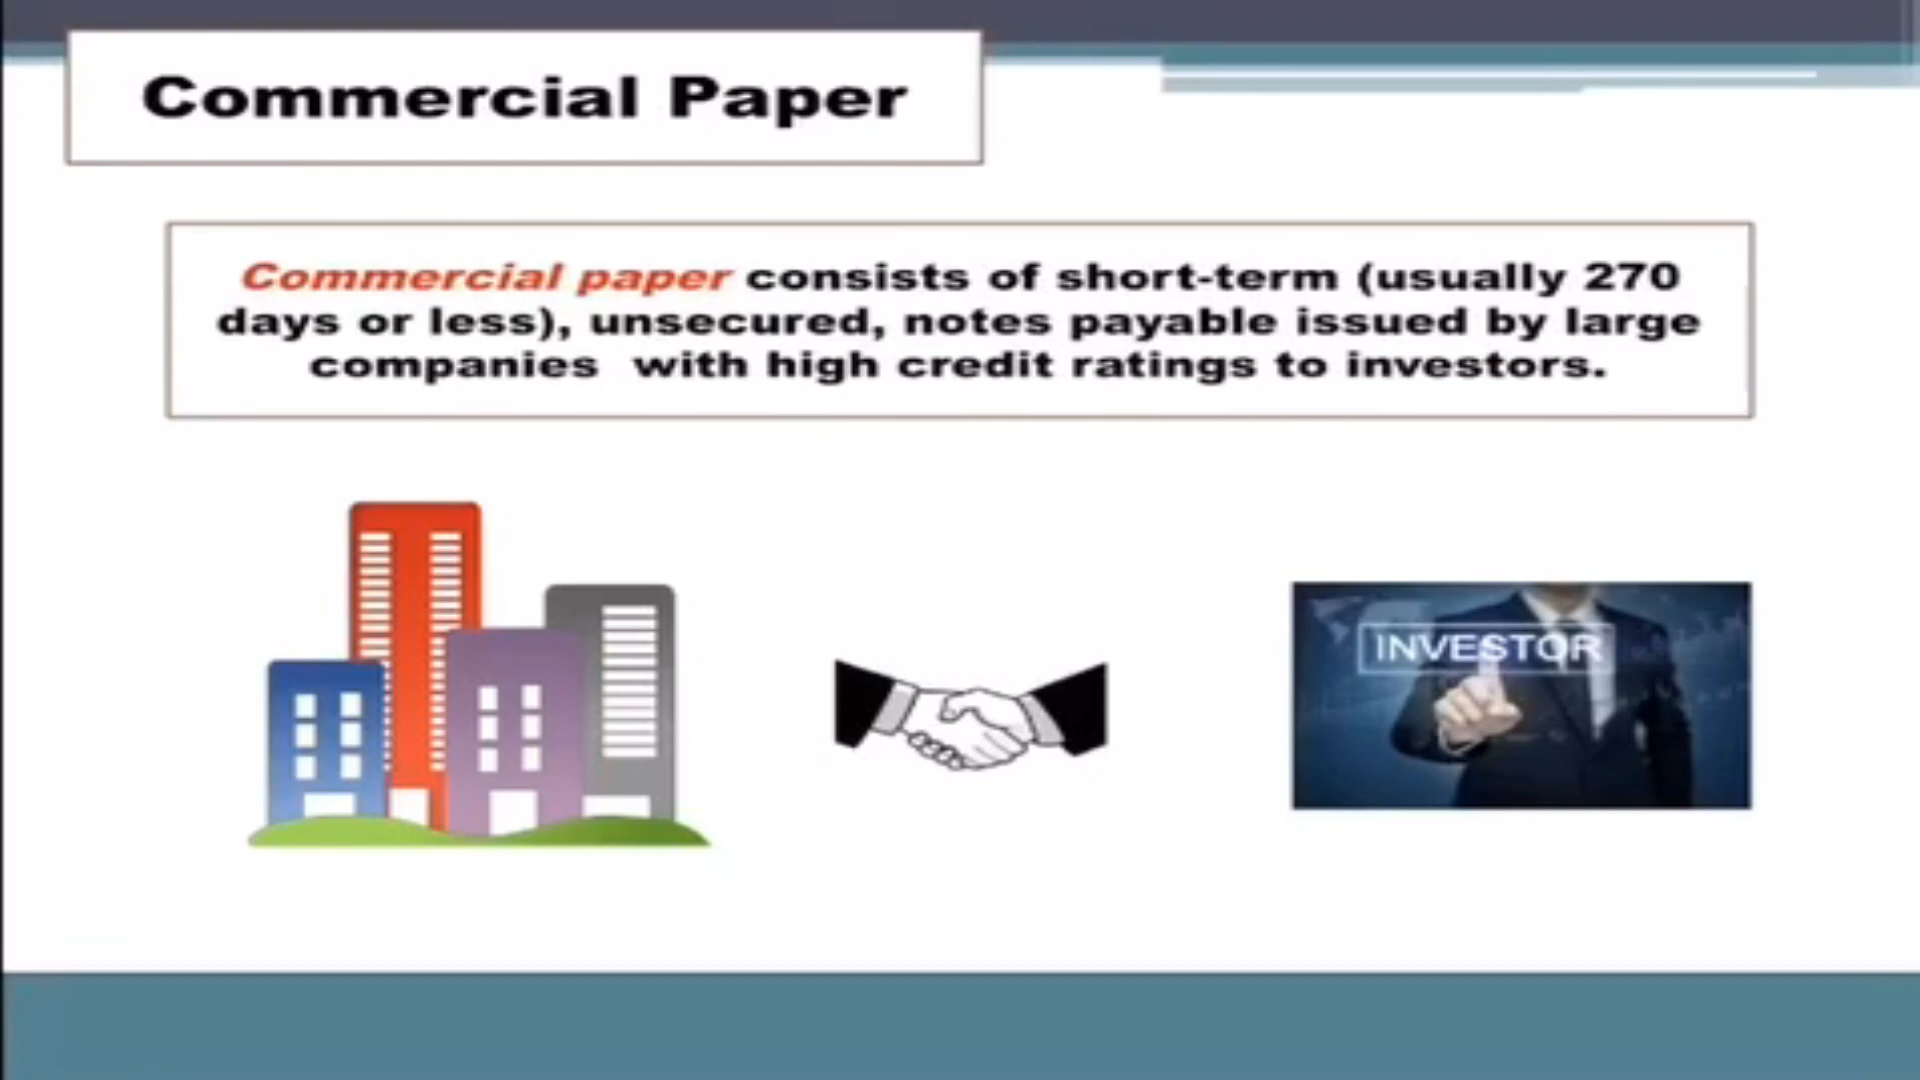 Commercial Paper
Commercial paper consists of short-term (usually 270
days or less), unsecured, notes payable issued by large
companies with high credit ratings to investors.
INVESTOR